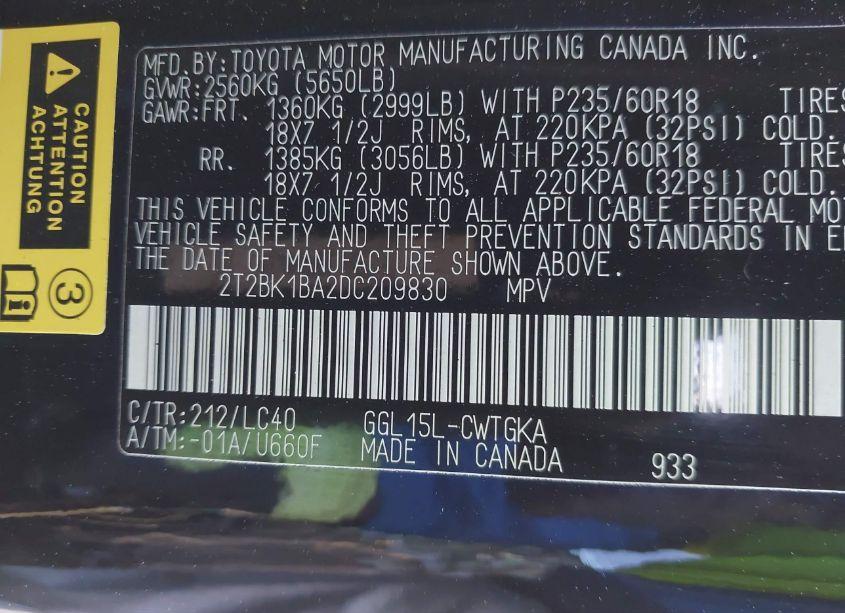 CAUTION
ATTENTION
ACHTUNG
3
MFD.BY:TOYOTA MOTOR MANUFACTURING CANADA INC.
GVWR:2560KG (5650LB)
GAWR:FRT. 1360KG (2999LB) WITH P235/60R18 TIRES
18X7 1/2J RIMS, AT 220KPA (32PSI) COLD.
RR. 1385KG (3056LB) WITH P235/60R18 TIRES
18X7 1/2J RIMS, AT 220KPA (32PSI) COLD.
THIS VEHICLE CONFORMS TO ALL APPLICABLE FEDERAL MOT
VEHICLE SAFETY AND THEFT PREVENTION STANDARDS IN E
THE DATE OF MANUFACTURE SHOWN ABOVE.
2T2BK1BA2DC209830 MPV
C/TR:212/LC40 GGL15L-CWTGKA
A/TM:-01A/U660F MADE IN CANADA 933